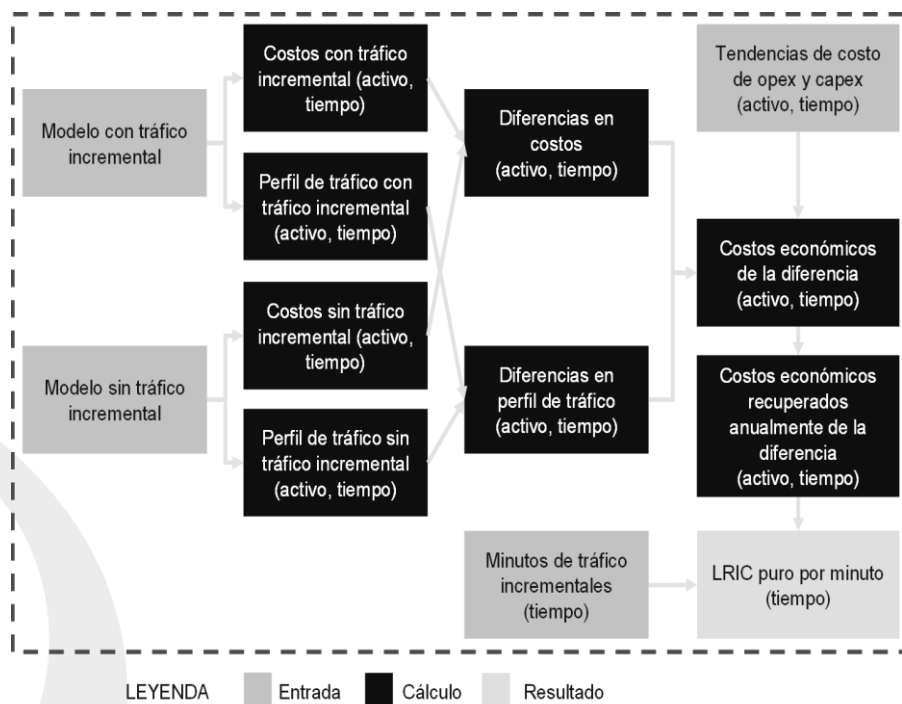 Modelo con tráfico
incremental
Costos con tráfico
incremental (activo,
tiempo)
Perfil de tráfico con
tráfico incremental
(activo, tiempo)
Modelo sin tráfico
incremental
Costos sin tráfico
incremental (activo,
tiempo)
Perfil de tráfico sin
tráfico incremental
(activo, tiempo)
Diferencias en
costos
(activo, tiempo)
Diferencias en
perfil de tráfico
(activo, tiempo)
Tendencias de costo
de opex y capex
(activo, tiempo)
Costos económicos
de la diferencia
(activo, tiempo)
Costos económicos
recuperados
anualmente de la
diferencia
(activo, tiempo)
Minutos de tráfico
incrementales
(tiempo)
LRIC puro por minuto
(tiempo)
LEYENDA Entrada Cálculo Resultado